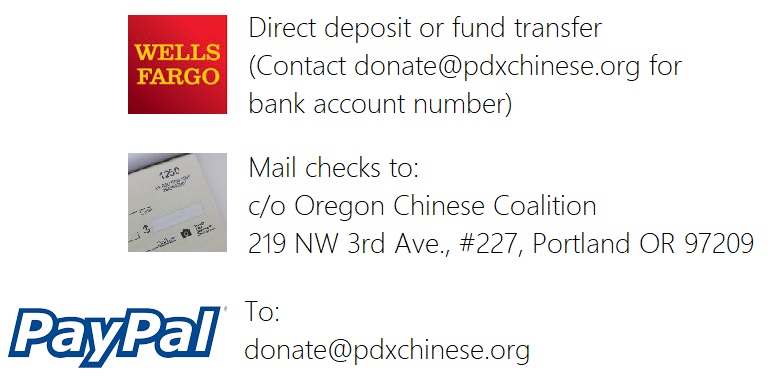 WELLS
FARGO
Direct deposit or fund transfer
(Contact donate@pdxchinese.org for
bank account number)
1250
$
Mail checks to:
c/o Oregon Chinese Coalition
219 NW 3rd Ave., #227, Portland OR 97209
PayPal
To:
donate@pdxchinese.org